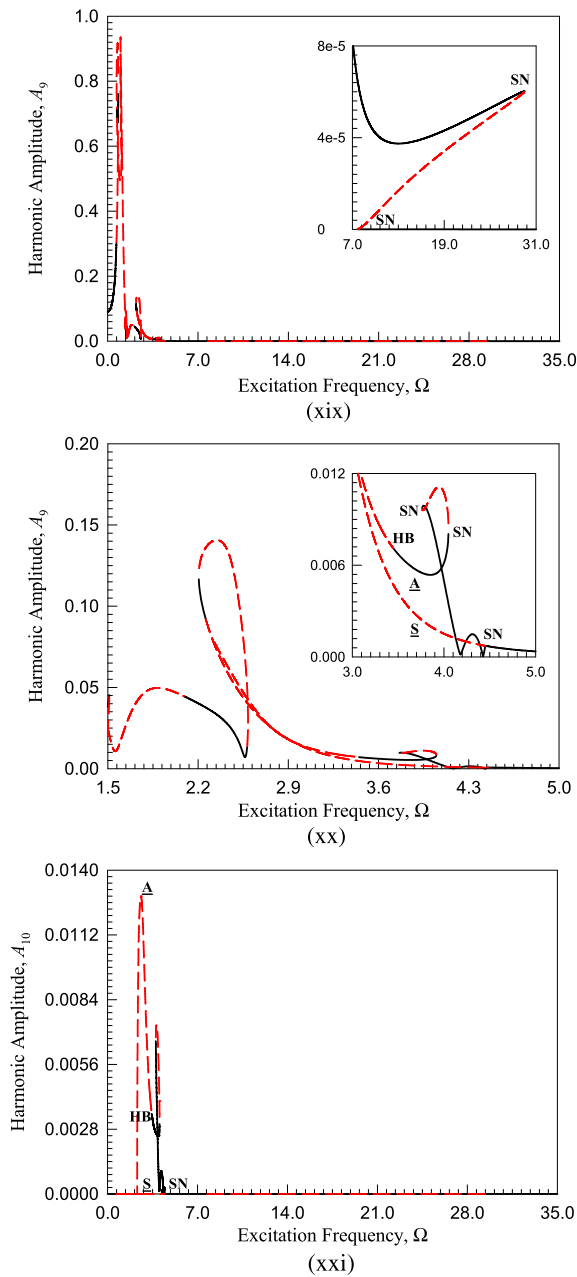 0.9
0.8
0.6
0.4
0.2
0.0
Harmonic Amplitude, A9
0.0 7.0 14.0 21.0 28.0 35.0
Excitation Frequency, Ω
8e-5
4e-5
0
SN
SN
7.0 19.0 31.0
(xix)
0.20
0.15
0.10
0.05
0.00
Harmonic Amplitude, A9
1.5 2.2 2.9 3.6 4.3 5.0
Excitation Frequency, Ω
0.012
0.006
0.000
SN
SN
HB
A
S
SN
3.0 4.0 5.0
(xx)
0.0140
0.0112
0.0084
0.0056
0.0028
0.0000
Harmonic Amplitude, A10
A
HB
S SN
0.0 7.0 14.0 21.0 28.0 35.0
Excitation Frequency, Ω
(xxi)